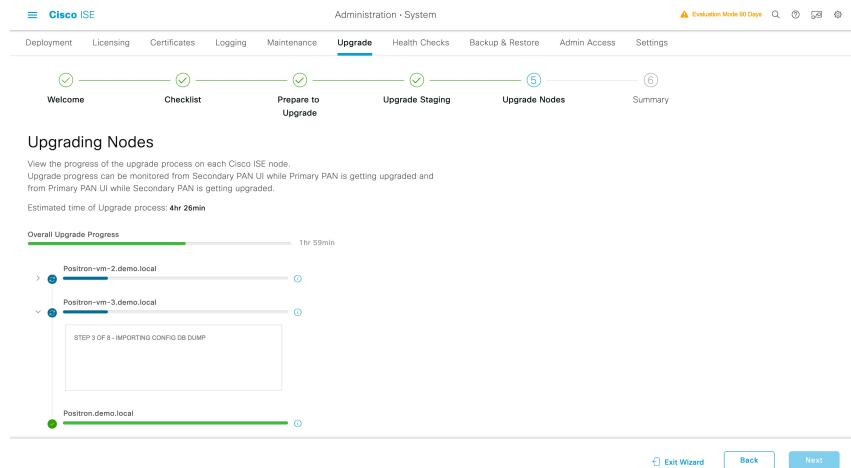 Cisco ISE
Administration · System
Evaluation Mode 90 Days
Deployment Licensing Certificates Logging Maintenance Upgrade Health Checks Backup & Restore Admin Access Settings
5 6
Welcome Checklist Prepare to Upgrade Staging Upgrade Nodes Summary
Upgrade
Upgrading Nodes
View the progress of the upgrade process on each Cisco ISE node.
Upgrade progress can be monitored from Secondary PAN UI while Primary PAN is getting upgraded and
from Primary PAN UI while Secondary PAN is getting upgraded.
Estimated time of Upgrade process: 4hr 26min
Overall Upgrade Progress
1hr 59min
Positron-vm-2.demo.local
Positron-vm-3.demo.local
STEP 3 OF 8 - IMPORTING CONFIG DB DUMP
Positron.demo.local
Exit Wizard Back Next